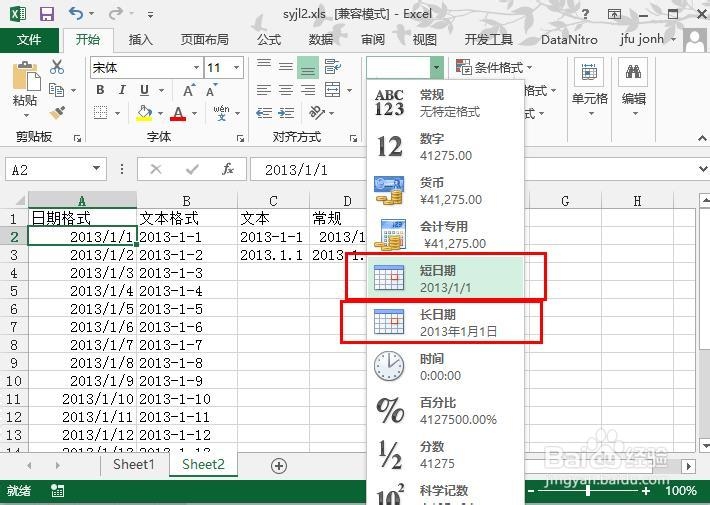 syjl2.xls  [兼容模式] - Excel
文件 开始 插入 页面布局 公式 数据 审阅 视图 开发工具 DataNitro jfu jonh
宋体 11 条件格式
粘贴 B I U 单元格 编辑
A A wén 文
剪贴板 字体 对齐方式
A2 fx 2013/1/1
A B C D G H
1 日期格式 文本格式 文本 常规
2 2013/1/1 2013-1-1 2013-1-1 2013/1
3 2013/1/2 2013-1-2 2013.1.1 2013.1.
4 2013/1/3 2013-1-3
5 2013/1/4 2013-1-4
6 2013/1/5 2013-1-5
7 2013/1/6 2013-1-6
8 2013/1/7 2013-1-7
9 2013/1/8 2013-1-8
10 2013/1/9 2013-1-9
11 2013/1/10 2013-1-10
12 2013/1/11 2013-1-11
13 2013/1/12 2013-1-12
ABC
123
常规
无特定格式
12
数字
41275.00
货币
¥41,275.00
会计专用
¥41,275.00
短日期
2013/1/1
长日期
2013年1月1日
时间
0:00:00
%
百分比
4127500.00%
½
分数
41275
10²
科学记数
Sheet1 Sheet2
就绪 100%
Baidu 经验
jingyan.baidu.com